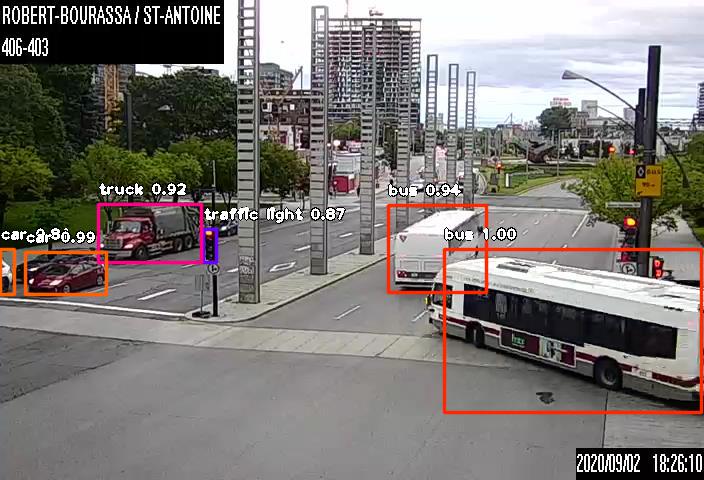 ROBERT-BOURASSA / ST-ANTOINE
406-403
truck 0.92
bus 0.94
traffic light 0.87
car 0.99
bus 1.00
BUS
2020/09/02 18:26:10